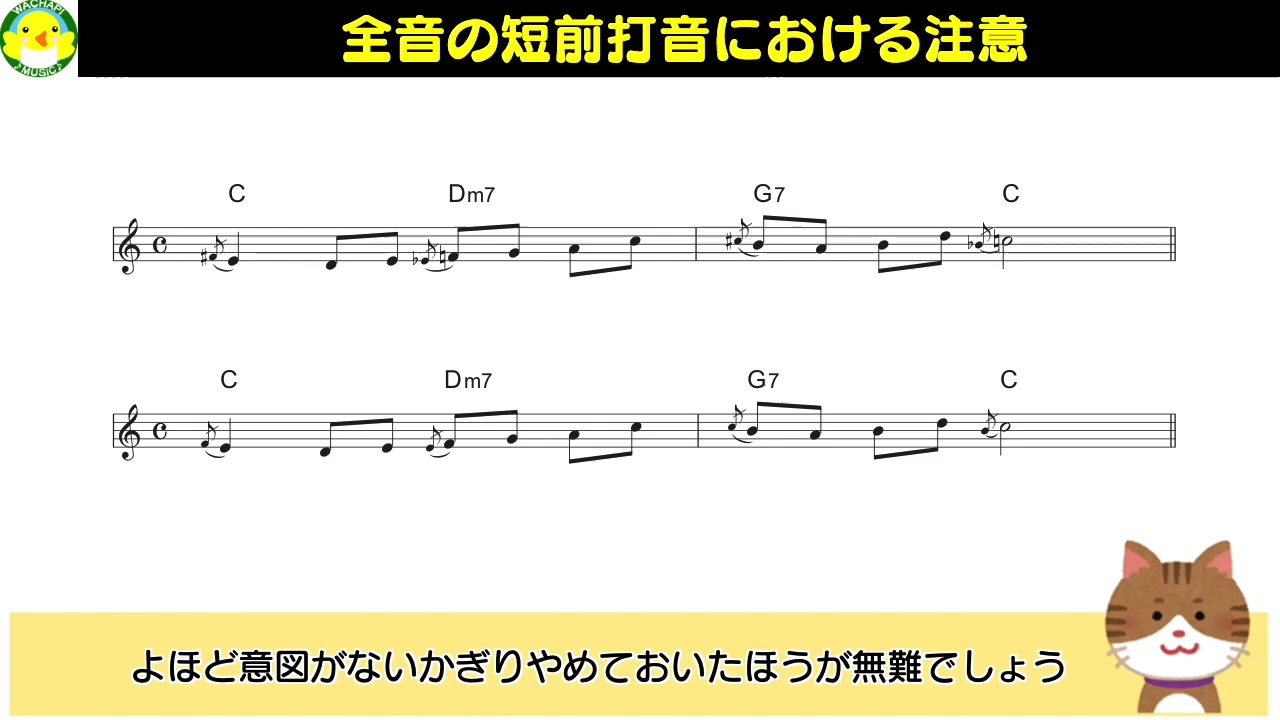 WACHAPI
♪MUSIC♪
全音の短前打音における注意
C Dm7 G7 C
C Dm7 G7 C
よほど意図がないかぎりやめておいたほうが無難でしょう